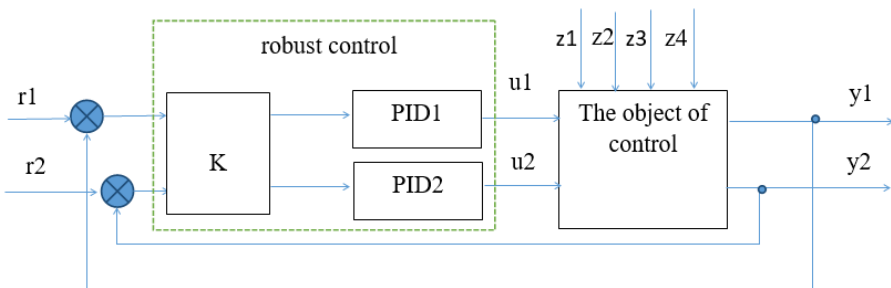 robust control
z1 z2 z3 z4
r1
r2
K
PID1
PID2
u1
u2
The object of
control
y1
y2